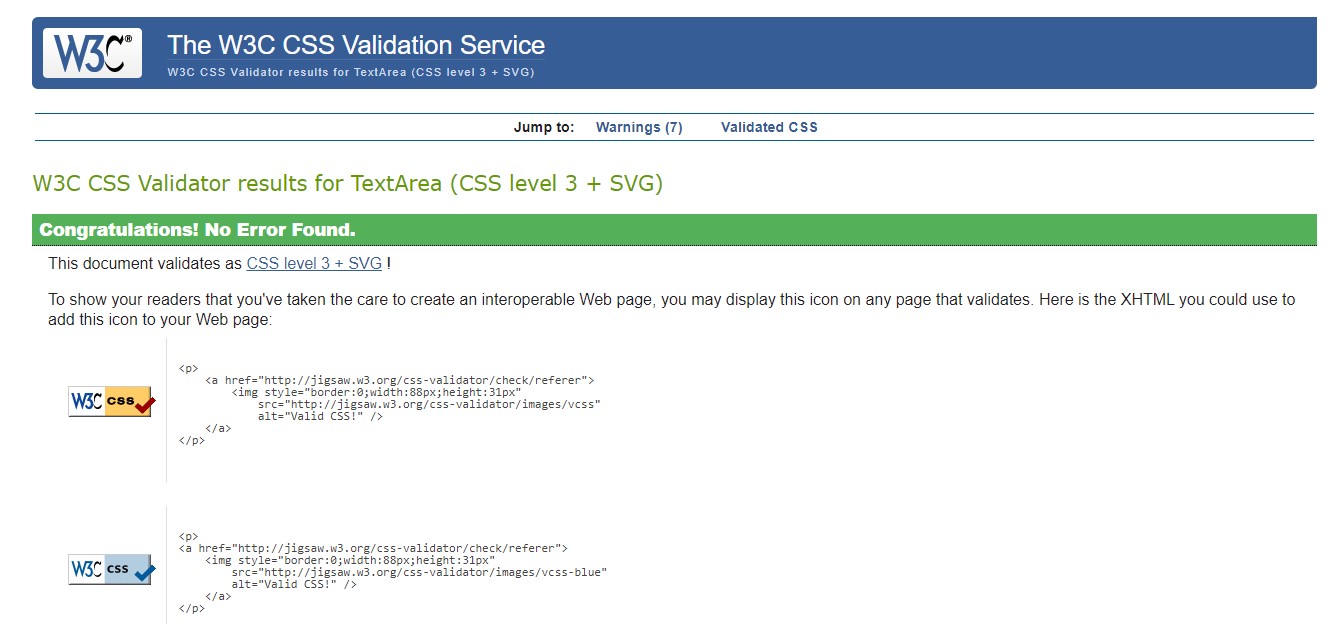 W3C® The W3C CSS Validation Service
W3C CSS Validator results for TextArea (CSS level 3 + SVG)
Jump to: Warnings (7) Validated CSS
W3C CSS Validator results for TextArea (CSS level 3 + SVG)
Congratulations! No Error Found.
This document validates as CSS level 3 + SVG !
To show your readers that you've taken the care to create an interoperable Web page, you may display this icon on any page that validates. Here is the XHTML you could use to
add this icon to your Web page:
W3C css
<p>
    <a href="http://jigsaw.w3.org/css-validator/check/referer">
        <img style="border:0;width:88px;height:31px"
            src="http://jigsaw.w3.org/css-validator/images/vcss"
            alt="Valid CSS!" />
    </a>
</p>
W3C css
<p>
<a href="http://jigsaw.w3.org/css-validator/check/referer">
    <img style="border:0;width:88px;height:31px"
        src="http://jigsaw.w3.org/css-validator/images/vcss-blue"
        alt="Valid CSS!" />
    </a>
</p>